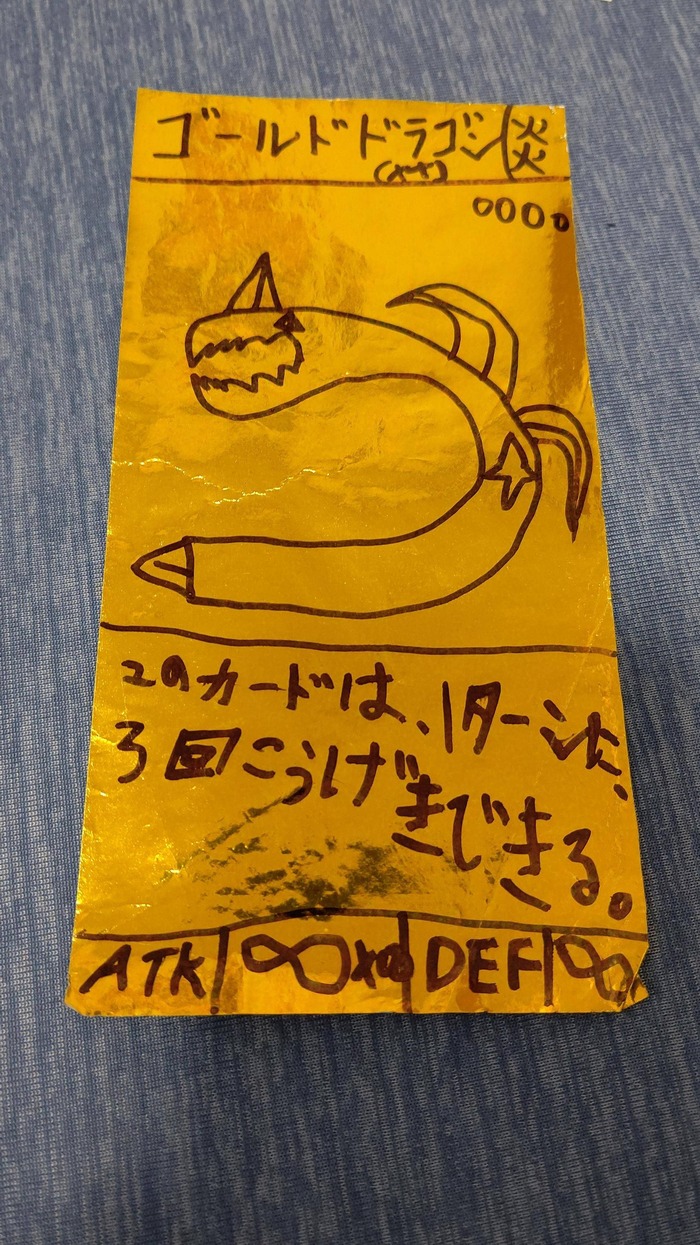 ゴールドドラゴン 炎
oooo
このカードは、1ターンに、
3回こうげきできる。
ATK ∞ DEF ∞